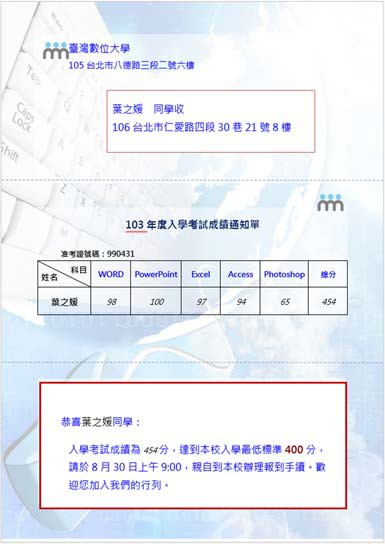 臺灣數位大學
105 台北市八德路三段二號六樓
葉之媛　同學收
106 台北市仁愛路四段 30 巷 21 號 8 樓
103 年度入學考試成績通知單
准考證號碼：990431
科目 姓名 WORD PowerPoint Excel Access Photoshop 總分
葉之媛 98 100 97 94 65 454
恭喜葉之媛同學：
入學考試成績為 454 分，達到本校入學最低標準 400 分，
請於 8 月 30 日上午 9:00，親自到本校辦理報到手續。歡
迎您加入我們的行列。
Tab
Caps
Lock
Shift